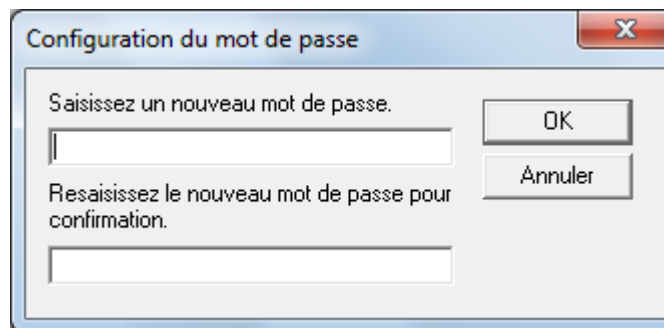 Configuration du mot de passe
Saisissez un nouveau mot de passe.
OK
Annuler
Resaisissez le nouveau mot de passe pour
confirmation.